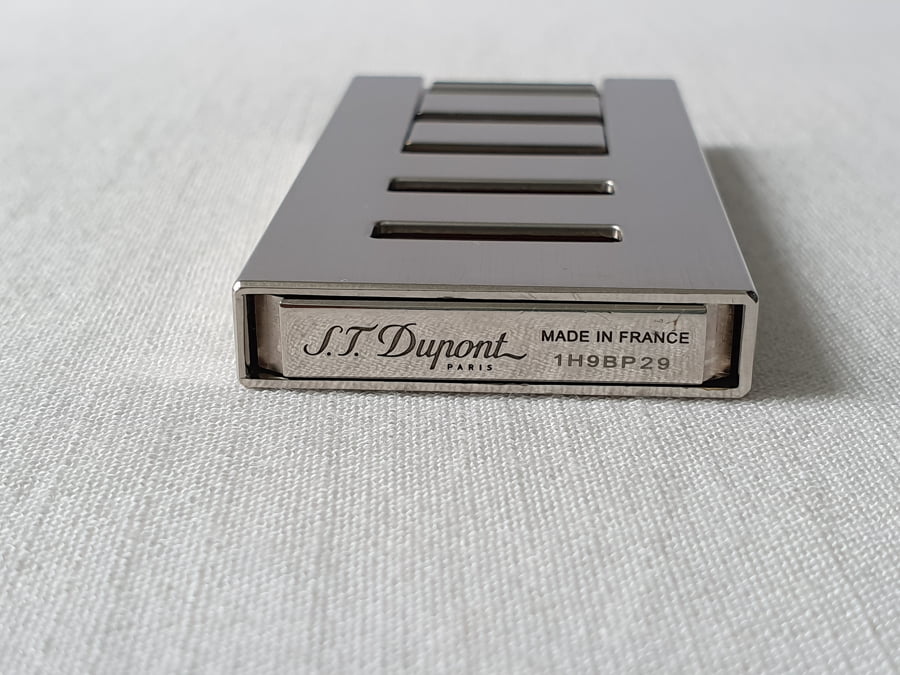 S.T. Dupont
PARIS
MADE IN FRANCE
1H9BP29